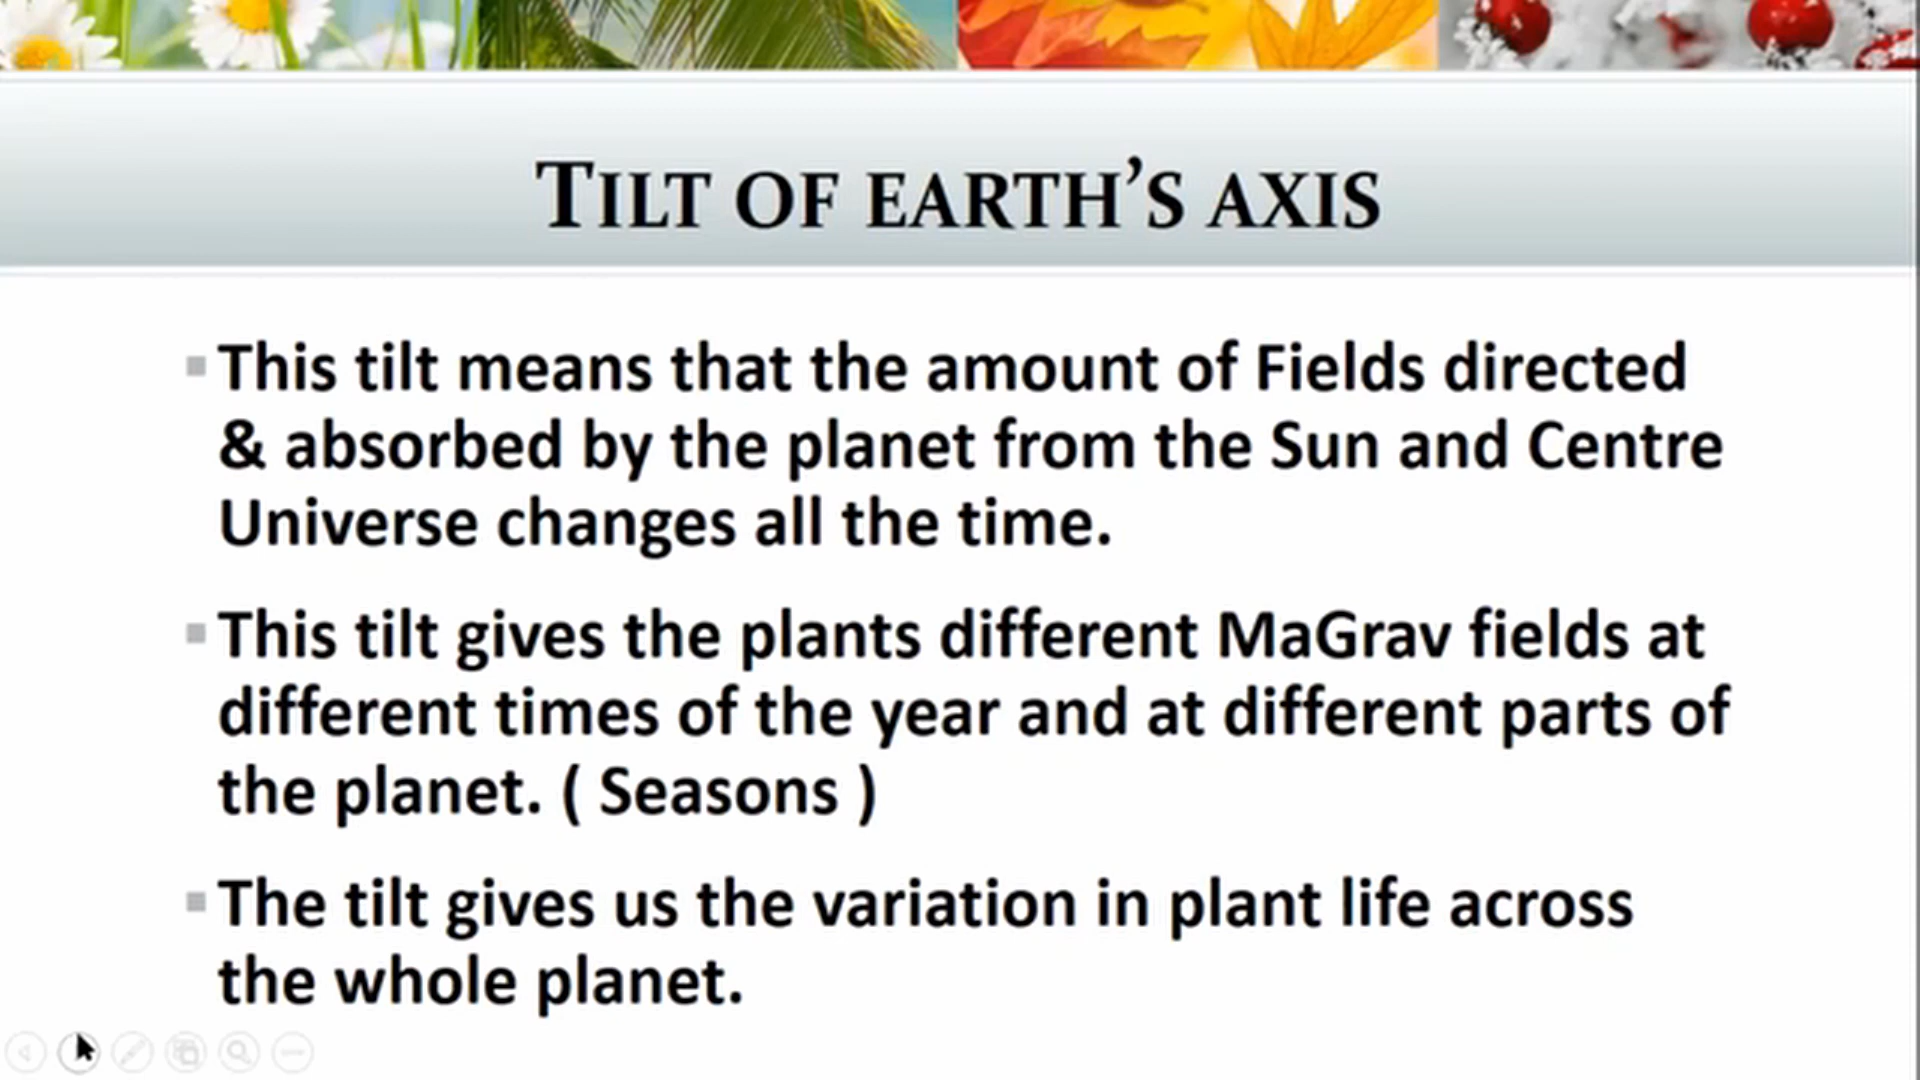 TILT OF EARTH’S AXIS
This tilt means that the amount of Fields directed
& absorbed by the planet from the Sun and Centre
Universe changes all the time.
This tilt gives the plants different MaGrav fields at
different times of the year and at different parts of
the planet. ( Seasons )
The tilt gives us the variation in plant life across
the whole planet.